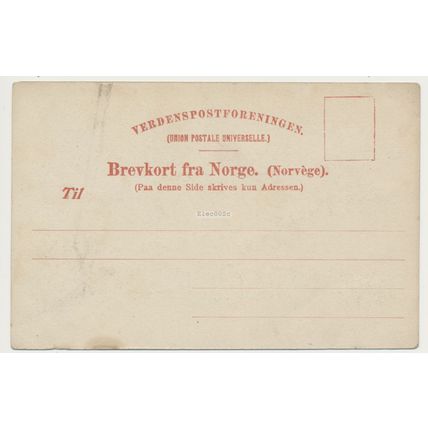 VERDENSPOSTFORENINGEN.
(UNION POSTALE UNIVERSELLE.)
Brevkort fra Norge. (Norvège).
(Paa denne Side skrives kun Adressen.)
Til